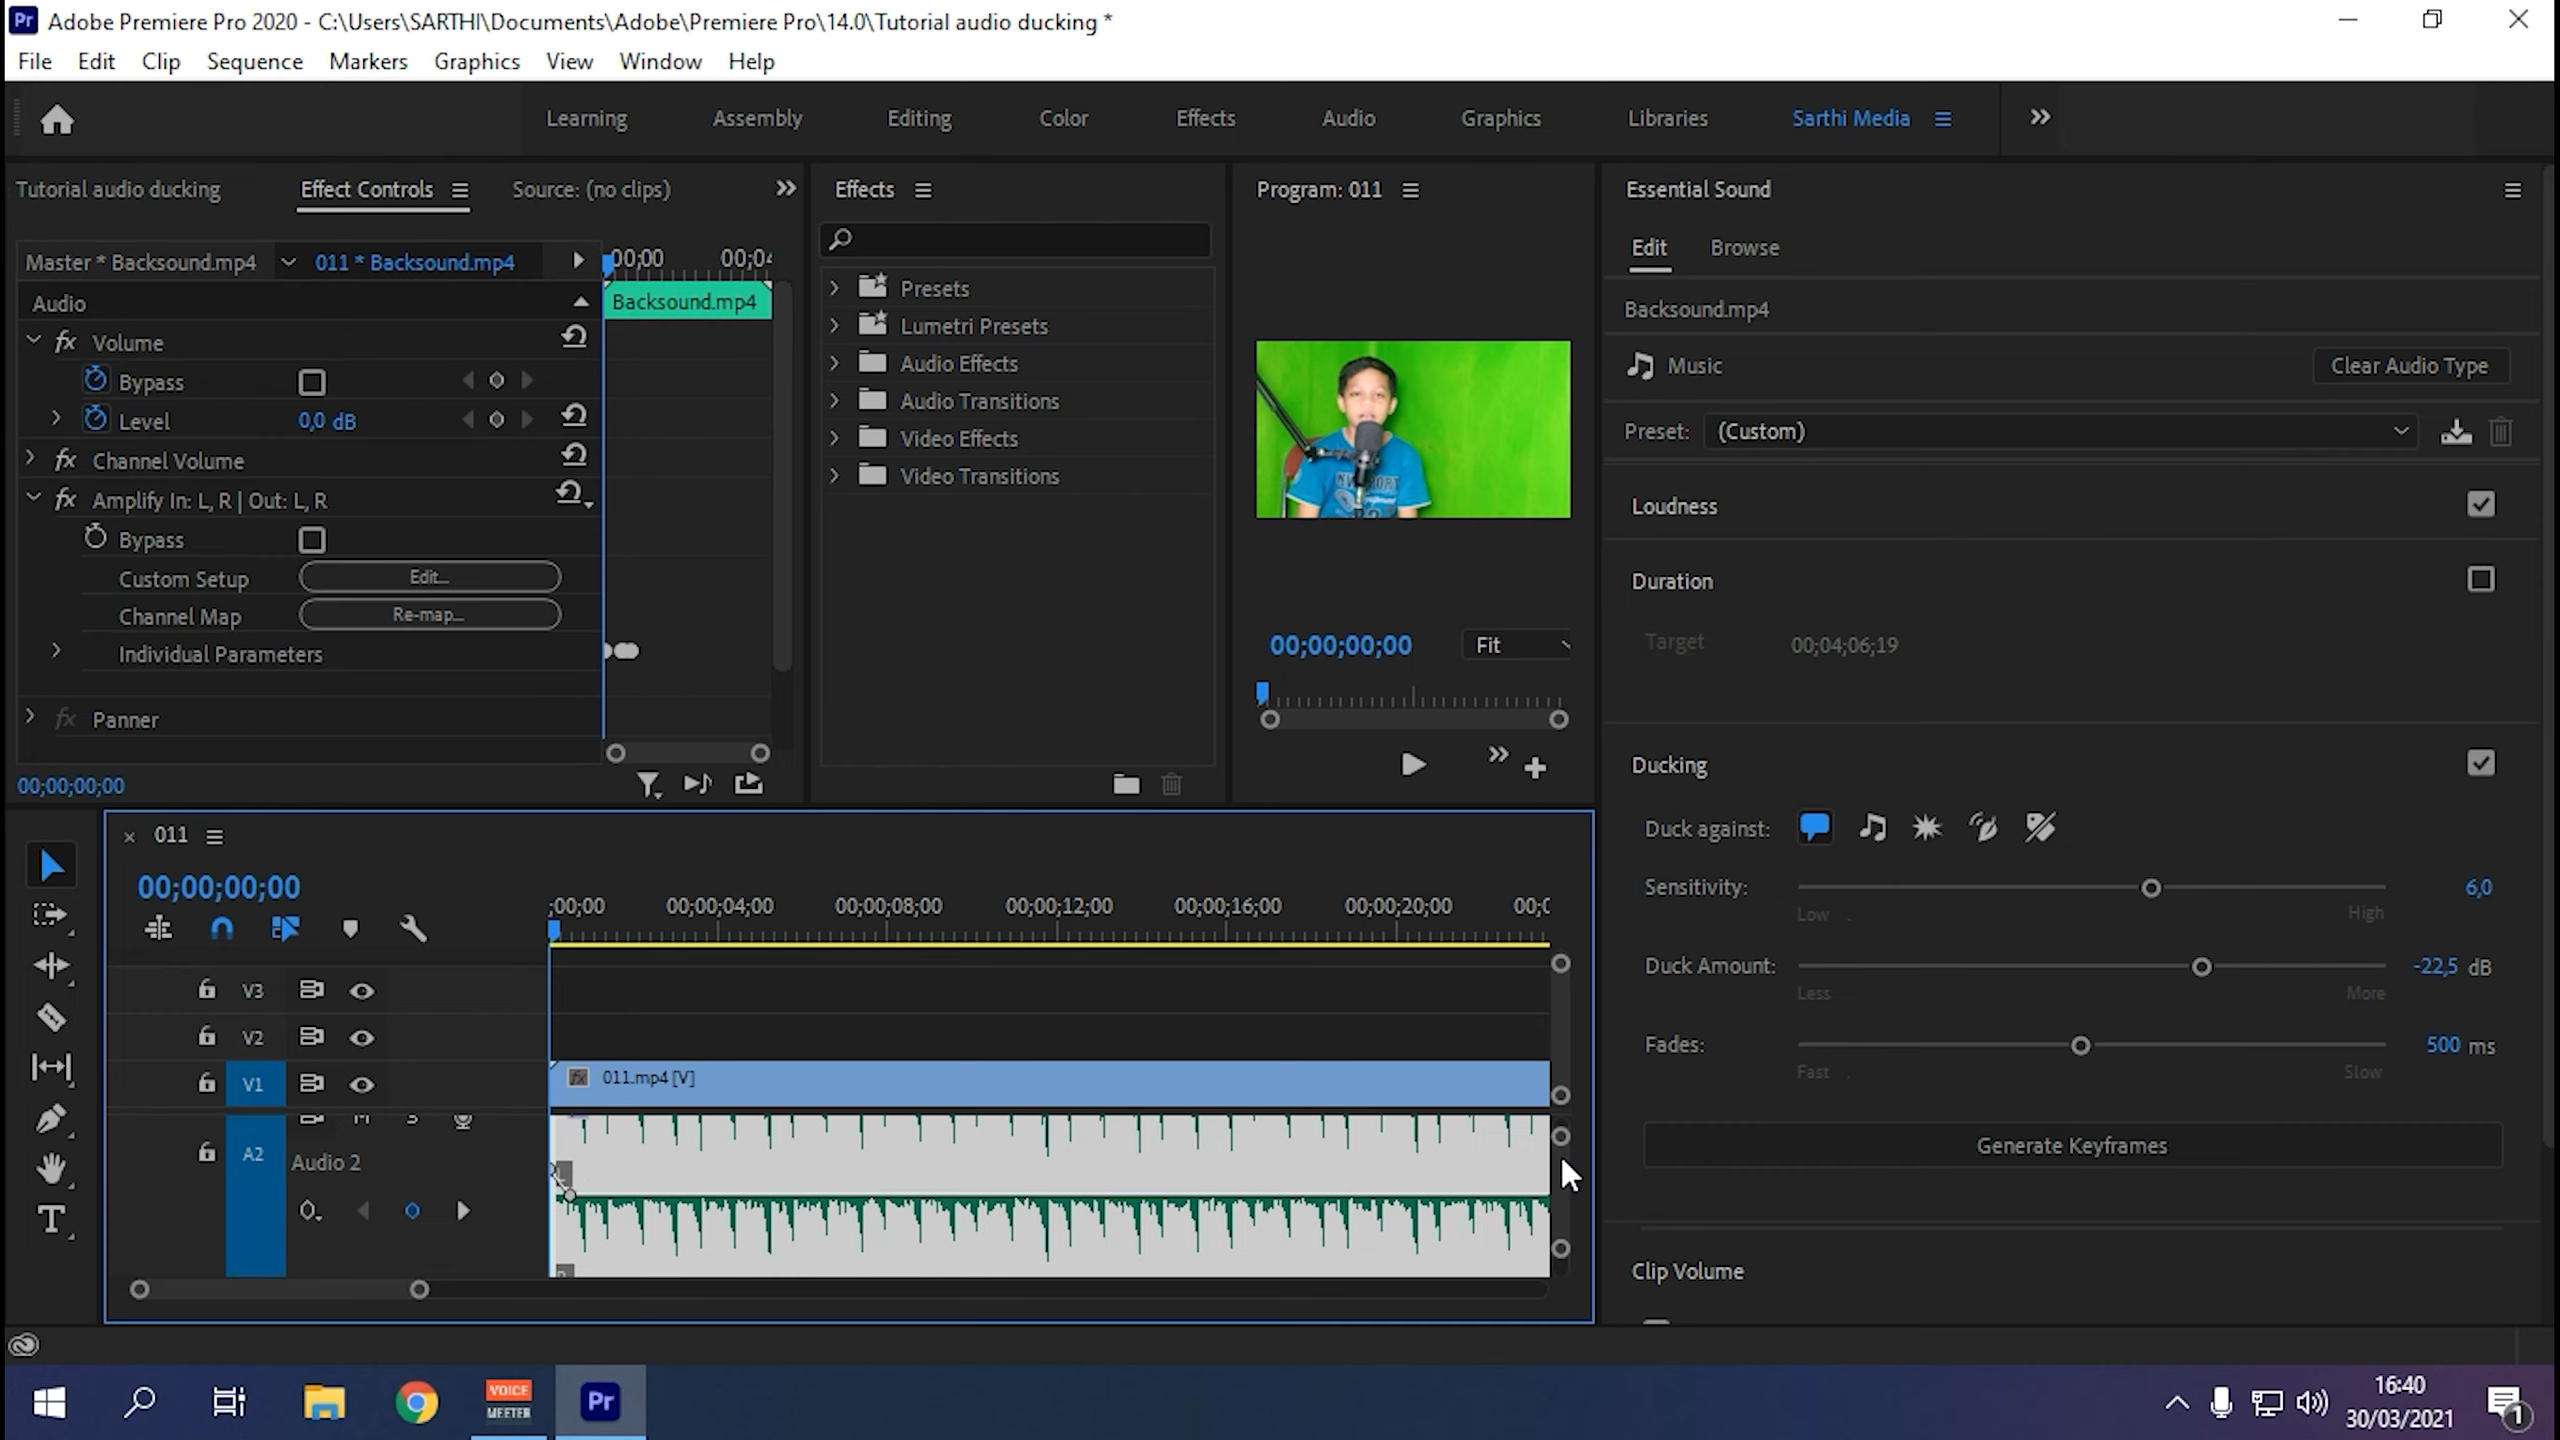 Adobe Premiere Pro 2020 - C:\Users\SARTHI\Documents\Adobe\Premiere Pro\14.0\Tutorial audio ducking *
File Edit Clip Sequence Markers Graphics View Window Help
Learning Assembly Editing Color Effects Audio Graphics Libraries Sarthi Media
Tutorial audio ducking Effect Controls Source: (no clips)
Master * Backsound.mp4 011 * Backsound.mp4
00;00
Audio
Backsound.mp4
fx Volume
Bypass
Level 0,0 dB
fx Channel Volume
fx Amplify In: L, R | Out: L, R
Bypass
Custom Setup Edit...
Channel Map Re-map...
Individual Parameters
fx Panner
00;00;00;00
Effects
Presets
Lumetri Presets
Audio Effects
Audio Transitions
Video Effects
Video Transitions
Program: 011
00;00;00;00 Fit
Essential Sound
Edit Browse
Backsound.mp4
Music Clear Audio Type
Preset: (Custom)
Loudness
Duration
Target 00;04;06;19
Ducking
Duck against:
Sensitivity: 6,0
Low High
Duck Amount: -22,5 dB
Less More
Fades: 500 ms
Fast Slow
Generate Keyframes
Clip Volume
011
00;00;00;00
;00;00 00;00;04;00 00;00;08;00 00;00;12;00 00;00;16;00 00;00;20;00
V3
V2
V1
fx 011.mp4 [V]
A2 Audio 2
VOICE
MEETER
Pr
16:40
30/03/2021
1